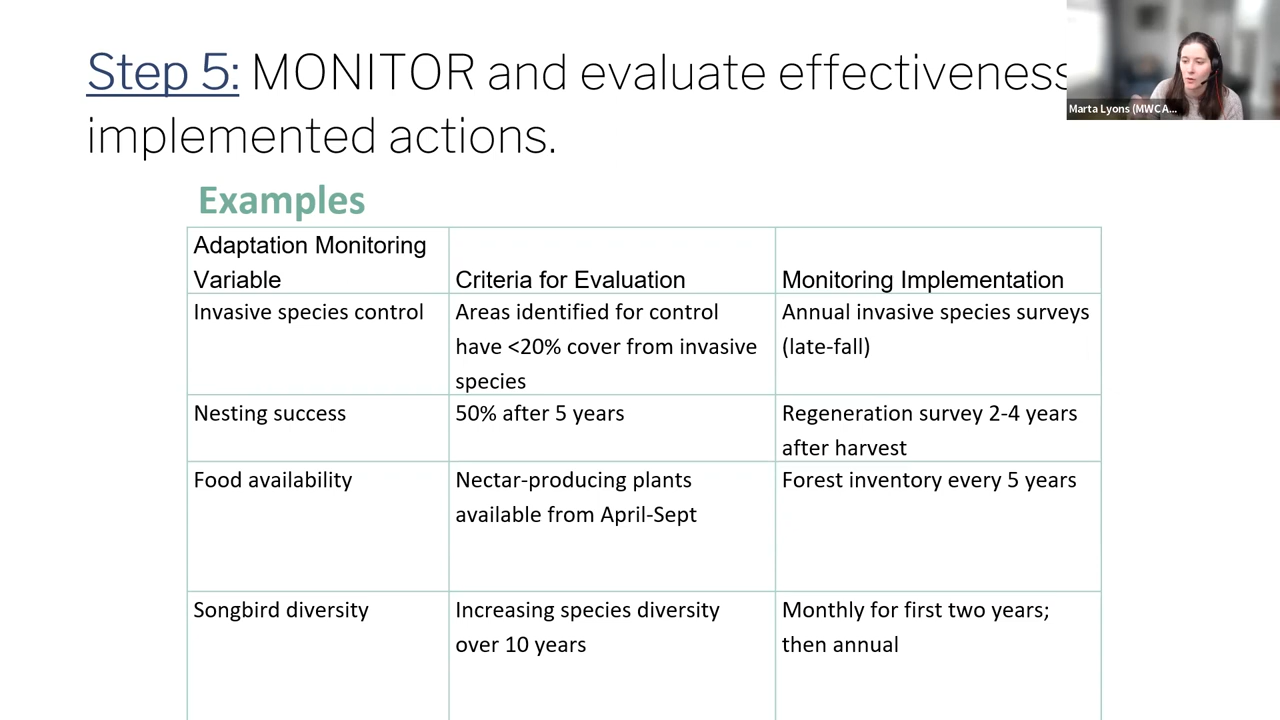 Step 5: MONITOR and evaluate effectiveness
implemented actions.
Marta Lyons (MWCA...
Examples
Adaptation Monitoring
Variable
Criteria for Evaluation
Monitoring Implementation
Invasive species control
Areas identified for control
have <20% cover from invasive
species
Annual invasive species surveys
(late-fall)
Nesting success
50% after 5 years
Regeneration survey 2-4 years
after harvest
Food availability
Nectar-producing plants
available from April-Sept
Forest inventory every 5 years
Songbird diversity
Increasing species diversity
over 10 years
Monthly for first two years;
then annual